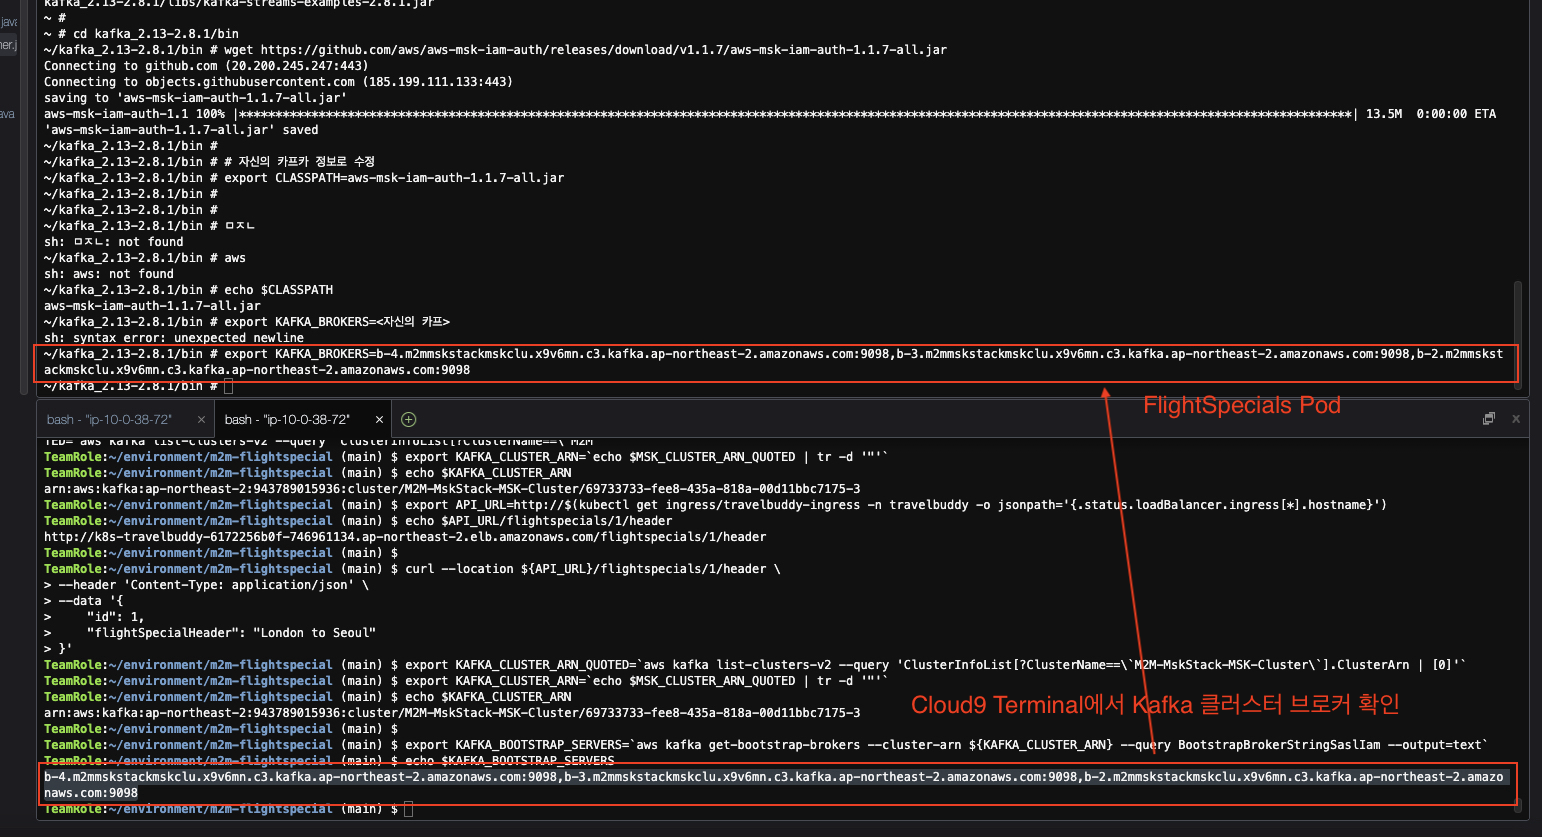 java
ner.j
ava
kafka_2.13-2.8.1/libs/kafka-streams-examples-2.8.1.jar
~ #
~ # cd kafka_2.13-2.8.1/bin
~/kafka_2.13-2.8.1/bin # wget https://github.com/aws/aws-msk-iam-auth/releases/download/v1.1.7/aws-msk-iam-auth-1.1.7-all.jar
Connecting to github.com (20.200.245.247:443)
Connecting to objects.githubusercontent.com (185.199.111.133:443)
saving to 'aws-msk-iam-auth-1.1.7-all.jar'
aws-msk-iam-auth-1.1 100% |*********************************************************************************************************************************************************| 13.5M  0:00:00 ETA
'aws-msk-iam-auth-1.1.7-all.jar' saved
~/kafka_2.13-2.8.1/bin #
~/kafka_2.13-2.8.1/bin # # 자신의 카프카 정보로 수정
~/kafka_2.13-2.8.1/bin # export CLASSPATH=aws-msk-iam-auth-1.1.7-all.jar
~/kafka_2.13-2.8.1/bin #
~/kafka_2.13-2.8.1/bin #
~/kafka_2.13-2.8.1/bin # ㅁㅈㄴ
sh: ㅁㅈㄴ: not found
~/kafka_2.13-2.8.1/bin # aws
sh: aws: not found
~/kafka_2.13-2.8.1/bin # echo $CLASSPATH
aws-msk-iam-auth-1.1.7-all.jar
~/kafka_2.13-2.8.1/bin # export KAFKA_BROKERS=<자신의 카프>
sh: syntax error: unexpected newline
~/kafka_2.13-2.8.1/bin # export KAFKA_BROKERS=b-4.m2mmskstackmskclu.x9v6mn.c3.kafka.ap-northeast-2.amazonaws.com:9098,b-3.m2mmskstackmskclu.x9v6mn.c3.kafka.ap-northeast-2.amazonaws.com:9098,b-2.m2mmskst
ackmskclu.x9v6mn.c3.kafka.ap-northeast-2.amazonaws.com:9098
~/kafka_2.13-2.8.1/bin #
FlightSpecials Pod
bash - "ip-10-0-38-72" × bash - "ip-10-0-38-72" ×
TED=`aws kafka list-clusters-v2 --query 'ClusterInfoList[?ClusterName==\`M2M
TeamRole:~/environment/m2m-flightspecial (main) $ export KAFKA_CLUSTER_ARN=`echo $MSK_CLUSTER_ARN_QUOTED | tr -d '"'`
TeamRole:~/environment/m2m-flightspecial (main) $ echo $KAFKA_CLUSTER_ARN
arn:aws:kafka:ap-northeast-2:943789015936:cluster/M2M-MskStack-MSK-Cluster/69733733-fee8-435a-818a-00d11bbc7175-3
TeamRole:~/environment/m2m-flightspecial (main) $ export API_URL=http://$(kubectl get ingress/travelbuddy-ingress -n travelbuddy -o jsonpath='{.status.loadBalancer.ingress[*].hostname}')
TeamRole:~/environment/m2m-flightspecial (main) $ echo $API_URL/flightspecials/1/header
http://k8s-travelbuddy-6172256b0f-746961134.ap-northeast-2.elb.amazonaws.com/flightspecials/1/header
TeamRole:~/environment/m2m-flightspecial (main) $
TeamRole:~/environment/m2m-flightspecial (main) $ curl --location ${API_URL}/flightspecials/1/header \
> --header 'Content-Type: application/json' \
> --data '{
>     "id": 1,
>     "flightSpecialHeader": "London to Seoul"
> }'
TeamRole:~/environment/m2m-flightspecial (main) $ export KAFKA_CLUSTER_ARN_QUOTED=`aws kafka list-clusters-v2 --query 'ClusterInfoList[?ClusterName==\`M2M-MskStack-MSK-Cluster\`].ClusterArn | [0]'`
TeamRole:~/environment/m2m-flightspecial (main) $ export KAFKA_CLUSTER_ARN=`echo $MSK_CLUSTER_ARN_QUOTED | tr -d '"'`
TeamRole:~/environment/m2m-flightspecial (main) $ echo $KAFKA_CLUSTER_ARN
arn:aws:kafka:ap-northeast-2:943789015936:cluster/M2M-MskStack-MSK-Cluster/69733733-fee8-435a-818a-00d11bbc7175-3
Cloud9 Terminal에서 Kafka 클러스터 브로커 확인
TeamRole:~/environment/m2m-flightspecial (main) $
TeamRole:~/environment/m2m-flightspecial (main) $ export KAFKA_BOOTSTRAP_SERVERS=`aws kafka get-bootstrap-brokers --cluster-arn ${KAFKA_CLUSTER_ARN} --query BootstrapBrokerStringSaslIam --output=text`
TeamRole:~/environment/m2m-flightspecial (main) $ echo $KAFKA_BOOTSTRAP_SERVERS
b-4.m2mmskstackmskclu.x9v6mn.c3.kafka.ap-northeast-2.amazonaws.com:9098,b-3.m2mmskstackmskclu.x9v6mn.c3.kafka.ap-northeast-2.amazonaws.com:9098,b-2.m2mmskstackmskclu.x9v6mn.c3.kafka.ap-northeast-2.amazo
naws.com:9098
TeamRole:~/environment/m2m-flightspecial (main) $